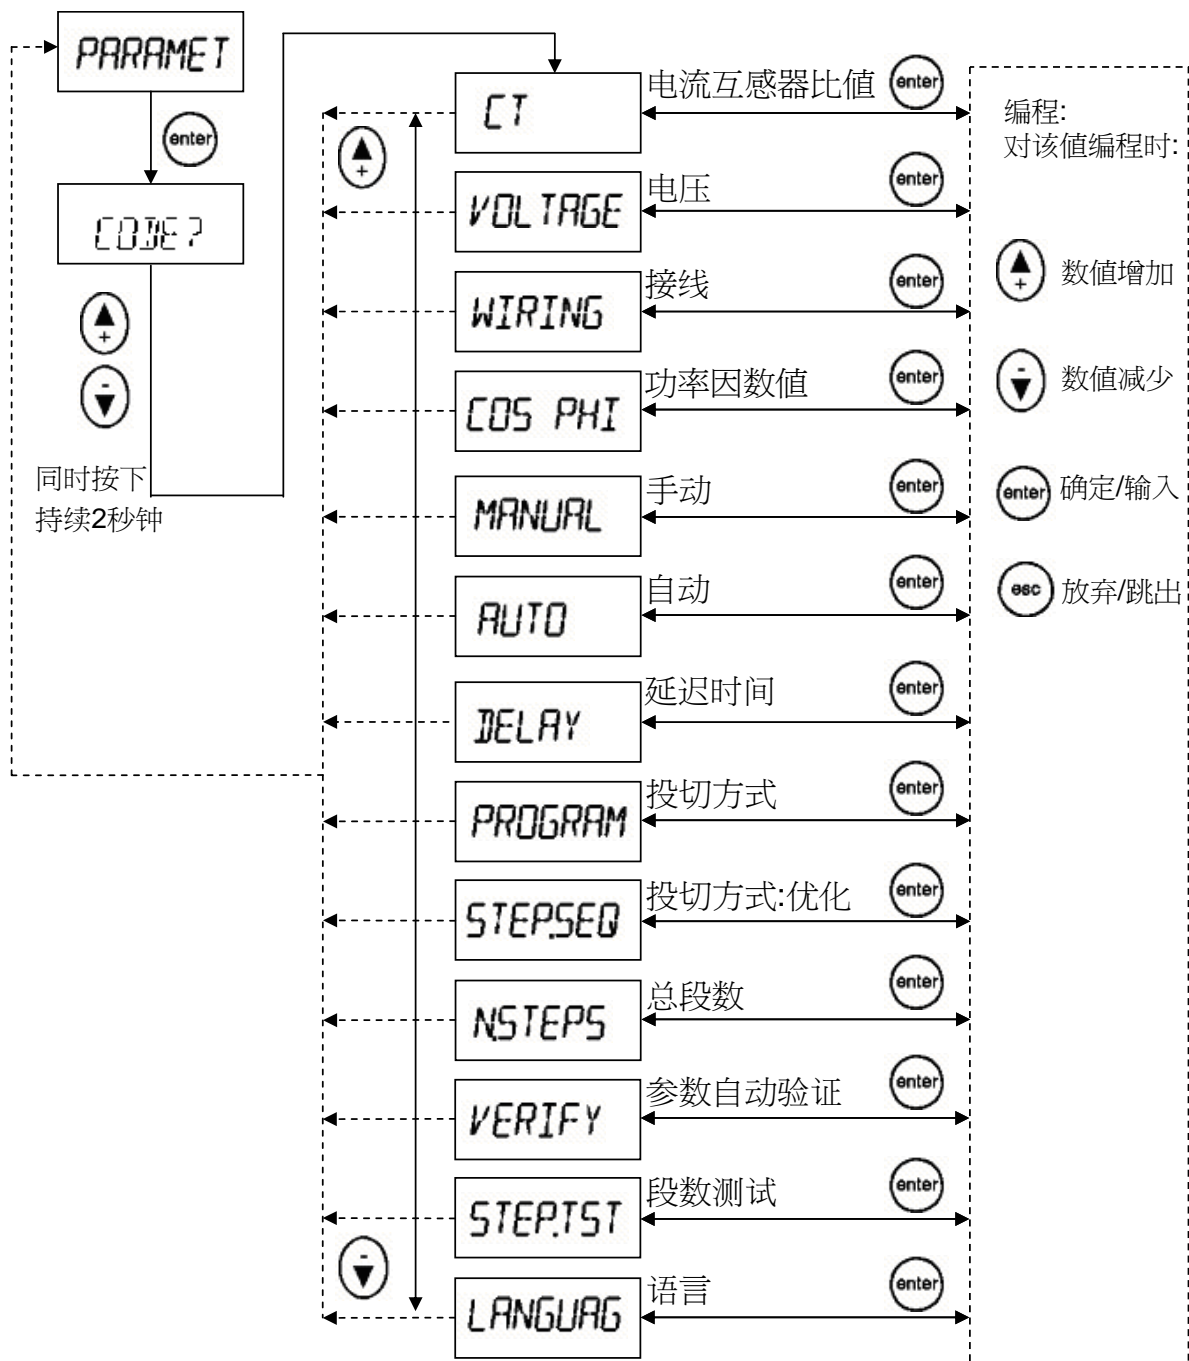 PARAMET
enter
CODE?
+
-
同时按下
持续2秒钟
+
CT
电流互感器比值
enter
VOLTAGE
电压
enter
WIRING
接线
enter
COS PHI
功率因数值
enter
MANUAL
手动
enter
AUTO
自动
enter
DELAY
延迟时间
enter
PROGRAM
投切方式
enter
STEP.SEQ
投切方式:优化
enter
N.STEPS
总段数
enter
VERIFY
参数自动验证
enter
STEP.TST
段数测试
enter
-
LANGUAG
语言
enter
编程:
对该值编程时:
+
数值增加
-
数值减少
enter
确定/输入
esc
放弃/跳出